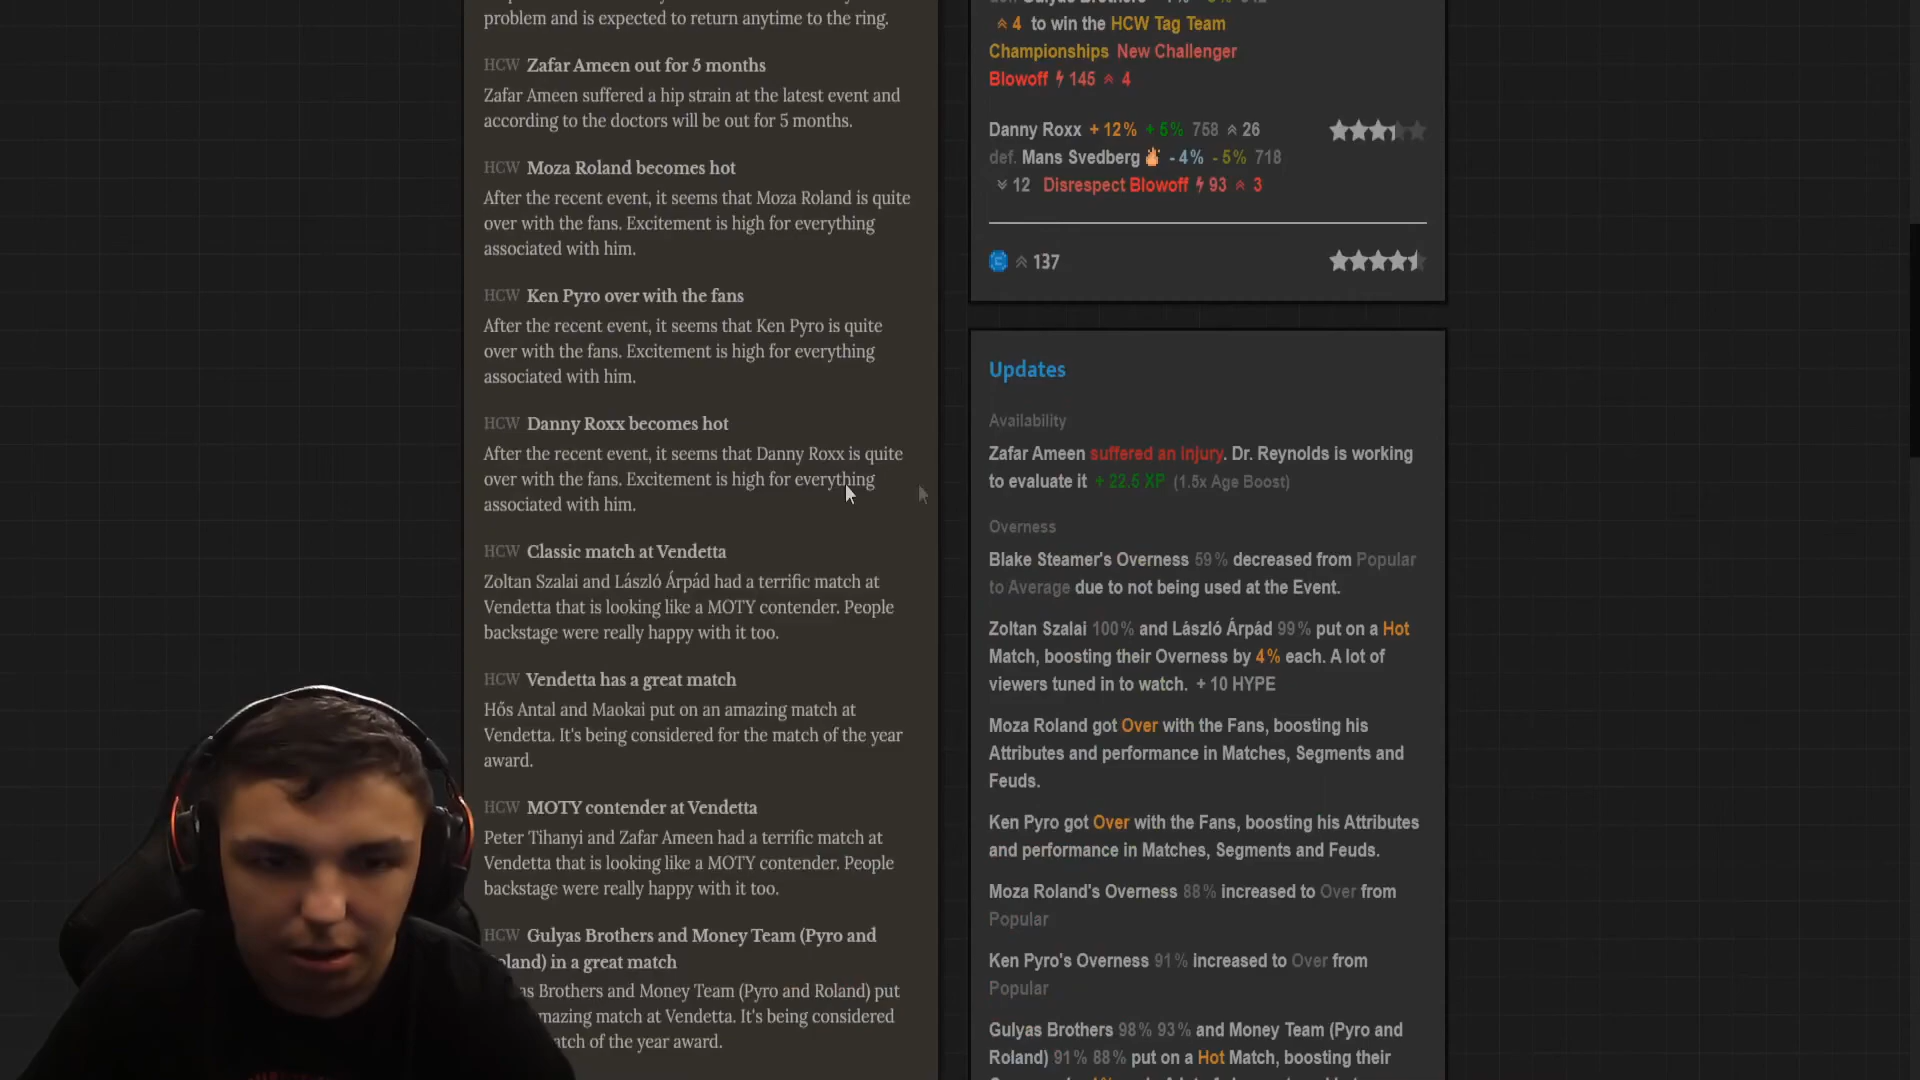 problem and is expected to return anytime to the ring.
HCW Zafar Ameen out for 5 months
Zafar Ameen suffered a hip strain at the latest event and
according to the doctors will be out for 5 months.
HCW Moza Roland becomes hot
After the recent event, it seems that Moza Roland is quite
over with the fans. Excitement is high for everything
associated with him.
HCW Ken Pyro over with the fans
After the recent event, it seems that Ken Pyro is quite
over with the fans. Excitement is high for everything
associated with him.
HCW Danny Roxx becomes hot
After the recent event, it seems that Danny Roxx is quite
over with the fans. Excitement is high for everything
associated with him.
HCW Classic match at Vendetta
Zoltan Szalai and László Árpád had a terrific match at
Vendetta that is looking like a MOTY contender. People
backstage were really happy with it too.
HCW Vendetta has a great match
Hős Antal and Maokai put on an amazing match at
Vendetta. It's being considered for the match of the year
award.
HCW MOTY contender at Vendetta
Peter Tihanyi and Zafar Ameen had a terrific match at
Vendetta that is looking like a MOTY contender. People
backstage were really happy with it too.
HCW Gulyas Brothers and Money Team (Pyro and
oland) in a great match
as Brothers and Money Team (Pyro and Roland) put
mazing match at Vendetta. It's being considered
atch of the year award.
4 to win the HCW Tag Team
Championships New Challenger
Blowoff 145 4
Danny Roxx + 12% + 5% 758 26
def. Mans Svedberg - 4% - 5% 718
12 Disrespect Blowoff 93 3
137
Updates
Availability
Zafar Ameen suffered an injury. Dr. Reynolds is working
to evaluate it + 22.5 XP (1.5x Age Boost)
Overness
Blake Steamer's Overness 59% decreased from Popular
to Average due to not being used at the Event.
Zoltan Szalai 100% and László Árpád 99% put on a Hot
Match, boosting their Overness by 4% each. A lot of
viewers tuned in to watch. + 10 HYPE
Moza Roland got Over with the Fans, boosting his
Attributes and performance in Matches, Segments and
Feuds.
Ken Pyro got Over with the Fans, boosting his Attributes
and performance in Matches, Segments and Feuds.
Moza Roland's Overness 88% increased to Over from
Popular
Ken Pyro's Overness 91% increased to Over from
Popular
Gulyas Brothers 98% 93% and Money Team (Pyro and
Roland) 91% 88% put on a Hot Match, boosting their